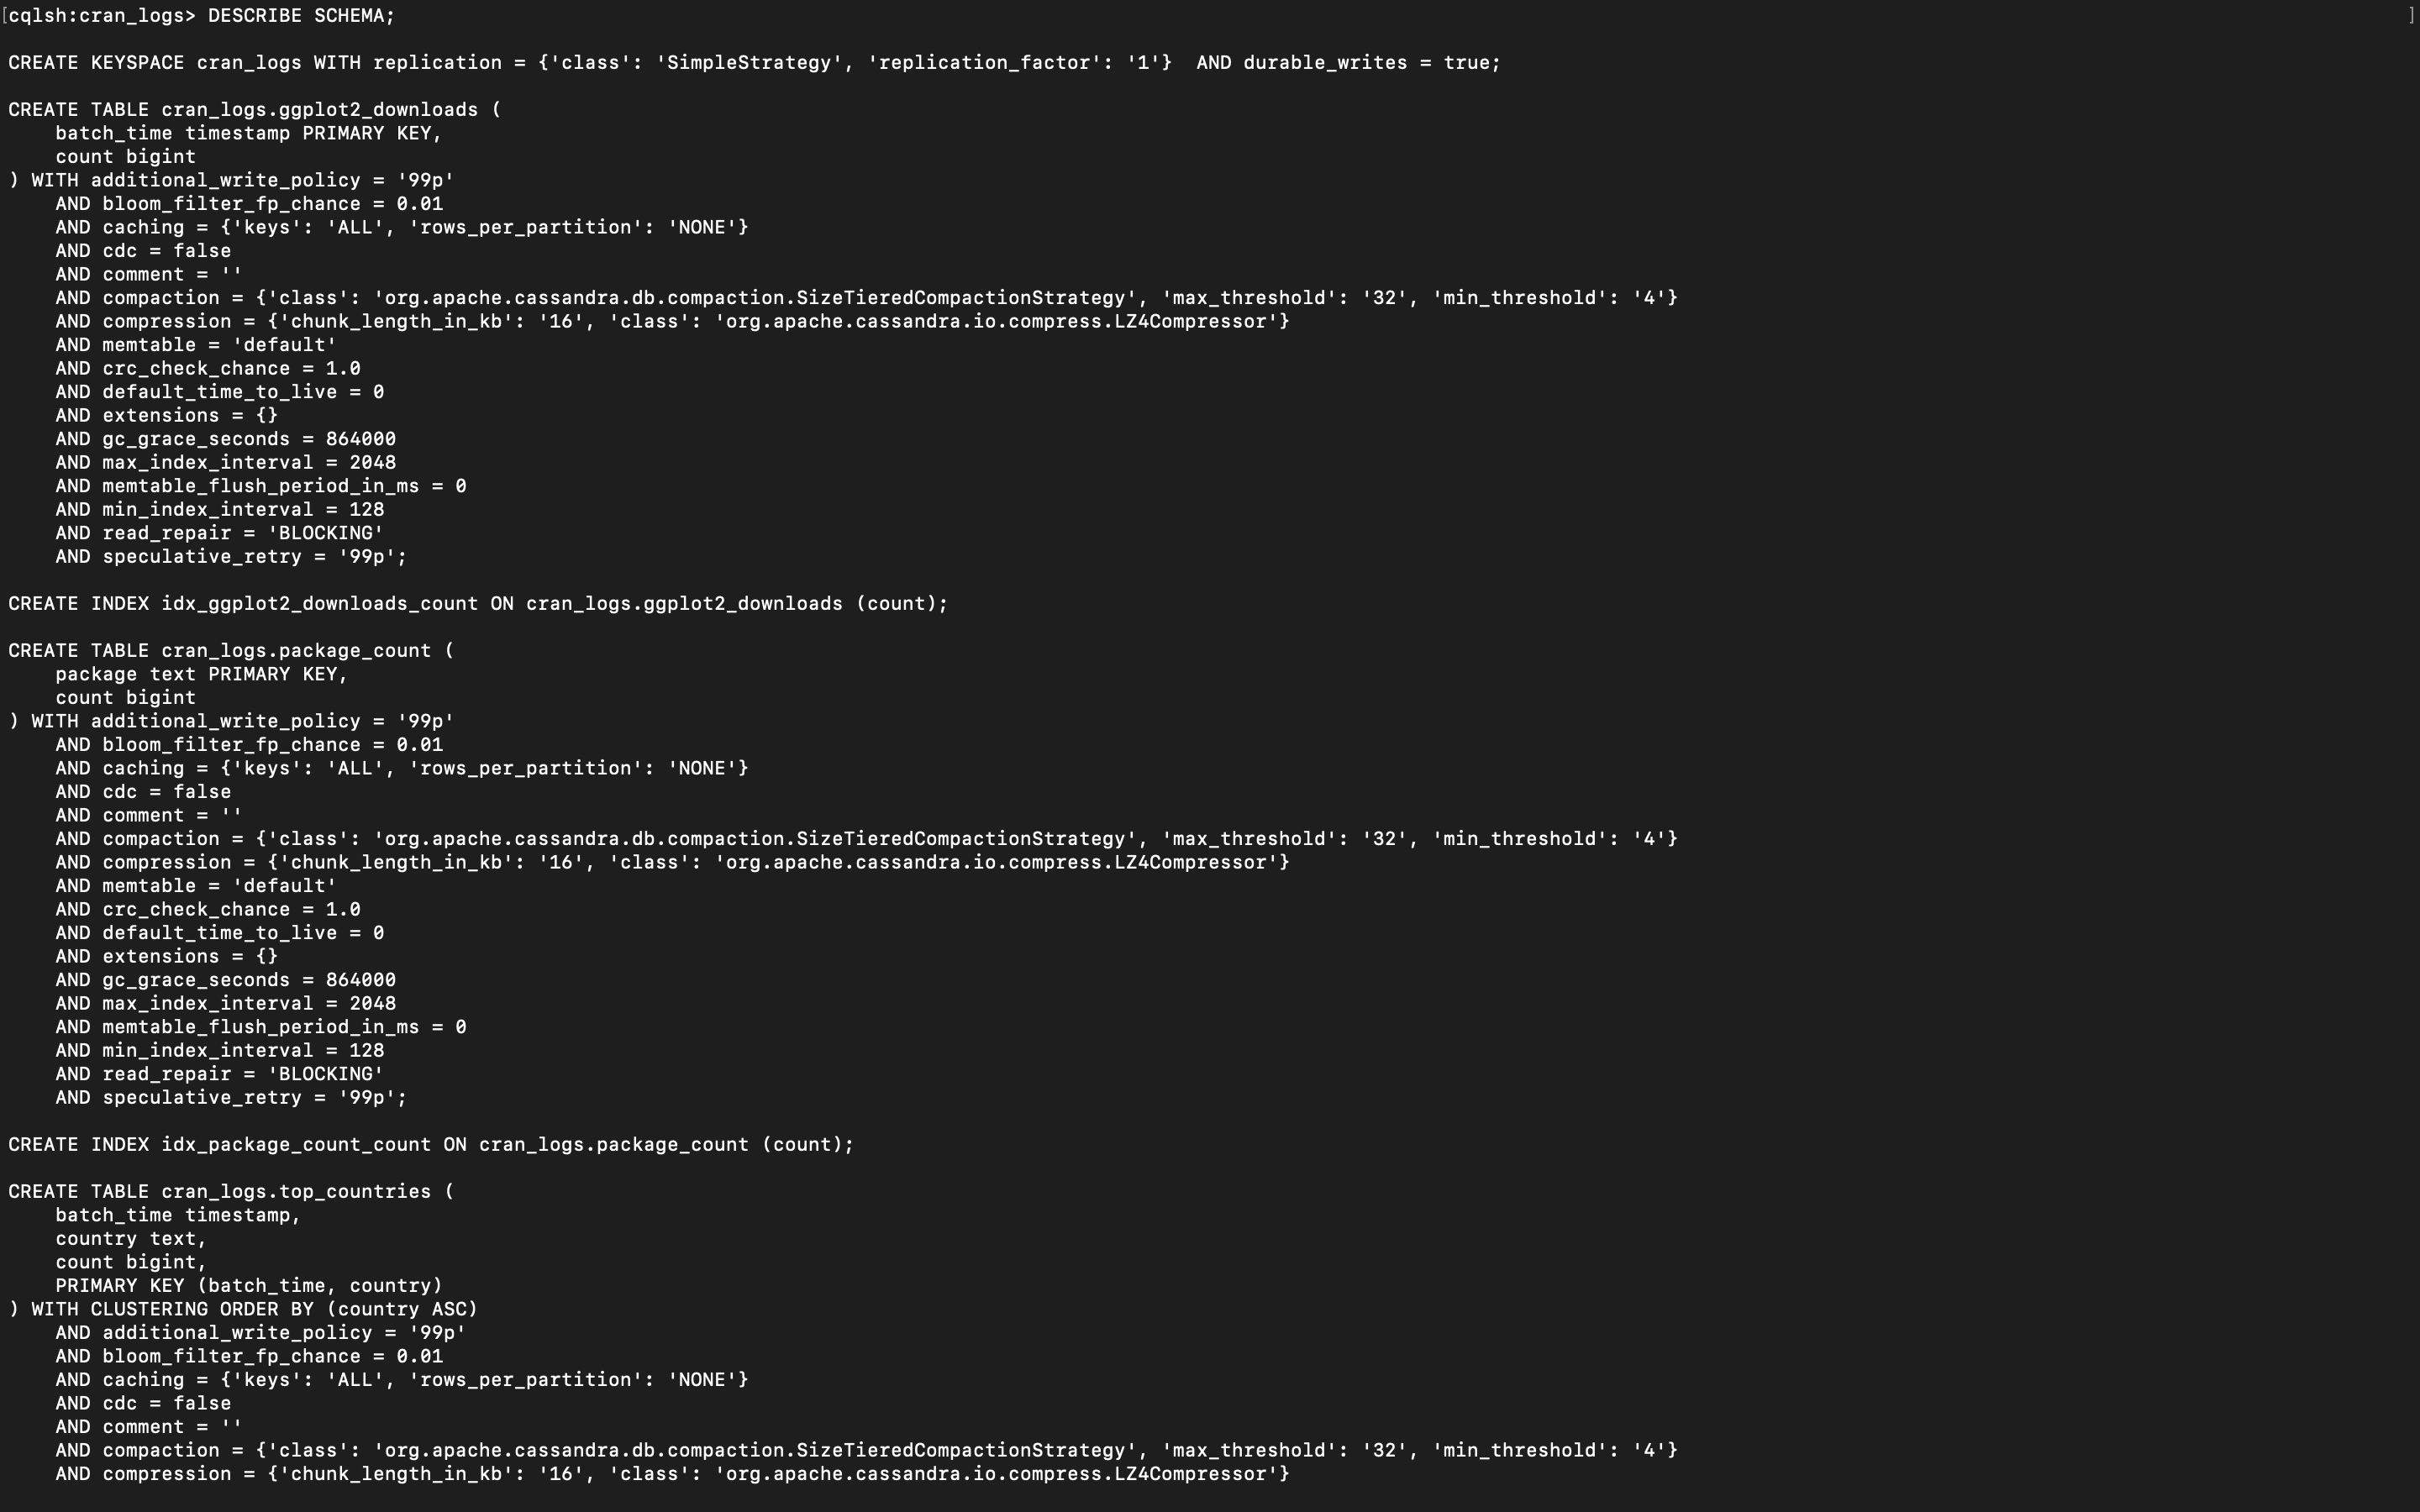 [cqlsh:cran_logs> DESCRIBE SCHEMA; ]
CREATE KEYSPACE cran_logs WITH replication = {'class': 'SimpleStrategy', 'replication_factor': '1'}  AND durable_writes = true;
CREATE TABLE cran_logs.ggplot2_downloads (
    batch_time timestamp PRIMARY KEY,
    count bigint
) WITH additional_write_policy = '99p'
    AND bloom_filter_fp_chance = 0.01
    AND caching = {'keys': 'ALL', 'rows_per_partition': 'NONE'}
    AND cdc = false
    AND comment = ''
    AND compaction = {'class': 'org.apache.cassandra.db.compaction.SizeTieredCompactionStrategy', 'max_threshold': '32', 'min_threshold': '4'}
    AND compression = {'chunk_length_in_kb': '16', 'class': 'org.apache.cassandra.io.compress.LZ4Compressor'}
    AND memtable = 'default'
    AND crc_check_chance = 1.0
    AND default_time_to_live = 0
    AND extensions = {}
    AND gc_grace_seconds = 864000
    AND max_index_interval = 2048
    AND memtable_flush_period_in_ms = 0
    AND min_index_interval = 128
    AND read_repair = 'BLOCKING'
    AND speculative_retry = '99p';
CREATE INDEX idx_ggplot2_downloads_count ON cran_logs.ggplot2_downloads (count);
CREATE TABLE cran_logs.package_count (
    package text PRIMARY KEY,
    count bigint
) WITH additional_write_policy = '99p'
    AND bloom_filter_fp_chance = 0.01
    AND caching = {'keys': 'ALL', 'rows_per_partition': 'NONE'}
    AND cdc = false
    AND comment = ''
    AND compaction = {'class': 'org.apache.cassandra.db.compaction.SizeTieredCompactionStrategy', 'max_threshold': '32', 'min_threshold': '4'}
    AND compression = {'chunk_length_in_kb': '16', 'class': 'org.apache.cassandra.io.compress.LZ4Compressor'}
    AND memtable = 'default'
    AND crc_check_chance = 1.0
    AND default_time_to_live = 0
    AND extensions = {}
    AND gc_grace_seconds = 864000
    AND max_index_interval = 2048
    AND memtable_flush_period_in_ms = 0
    AND min_index_interval = 128
    AND read_repair = 'BLOCKING'
    AND speculative_retry = '99p';
CREATE INDEX idx_package_count_count ON cran_logs.package_count (count);
CREATE TABLE cran_logs.top_countries (
    batch_time timestamp,
    country text,
    count bigint,
    PRIMARY KEY (batch_time, country)
) WITH CLUSTERING ORDER BY (country ASC)
    AND additional_write_policy = '99p'
    AND bloom_filter_fp_chance = 0.01
    AND caching = {'keys': 'ALL', 'rows_per_partition': 'NONE'}
    AND cdc = false
    AND comment = ''
    AND compaction = {'class': 'org.apache.cassandra.db.compaction.SizeTieredCompactionStrategy', 'max_threshold': '32', 'min_threshold': '4'}
    AND compression = {'chunk_length_in_kb': '16', 'class': 'org.apache.cassandra.io.compress.LZ4Compressor'}